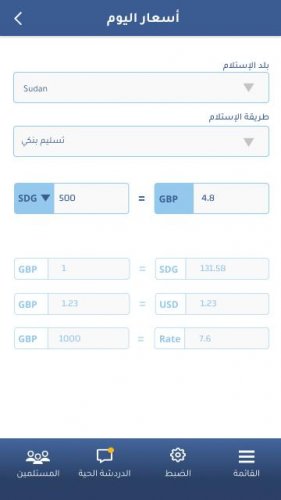 أسعار اليوم
بلد الإستلام
Sudan
طريقة الإستلام
تسليم بنكي
SDG 500 = GBP 4.8
GBP 1 = SDG 131.58
GBP 1.23 = USD 1.23
GBP 1000 = Rate 7.6
القائمة الضبط الدردشة الحية المستلمين